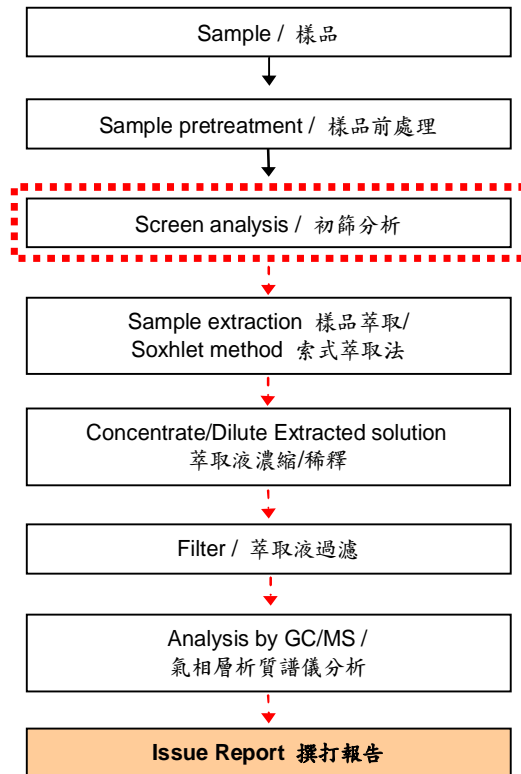 Sample / 樣品
Sample pretreatment / 樣品前處理
Screen analysis / 初篩分析
Sample extraction 樣品萃取/
Soxhlet method 索式萃取法
Concentrate/Dilute Extracted solution
萃取液濃縮/稀釋
Filter / 萃取液過濾
Analysis by GC/MS /
氣相層析質譜儀分析
Issue Report 撰打報告